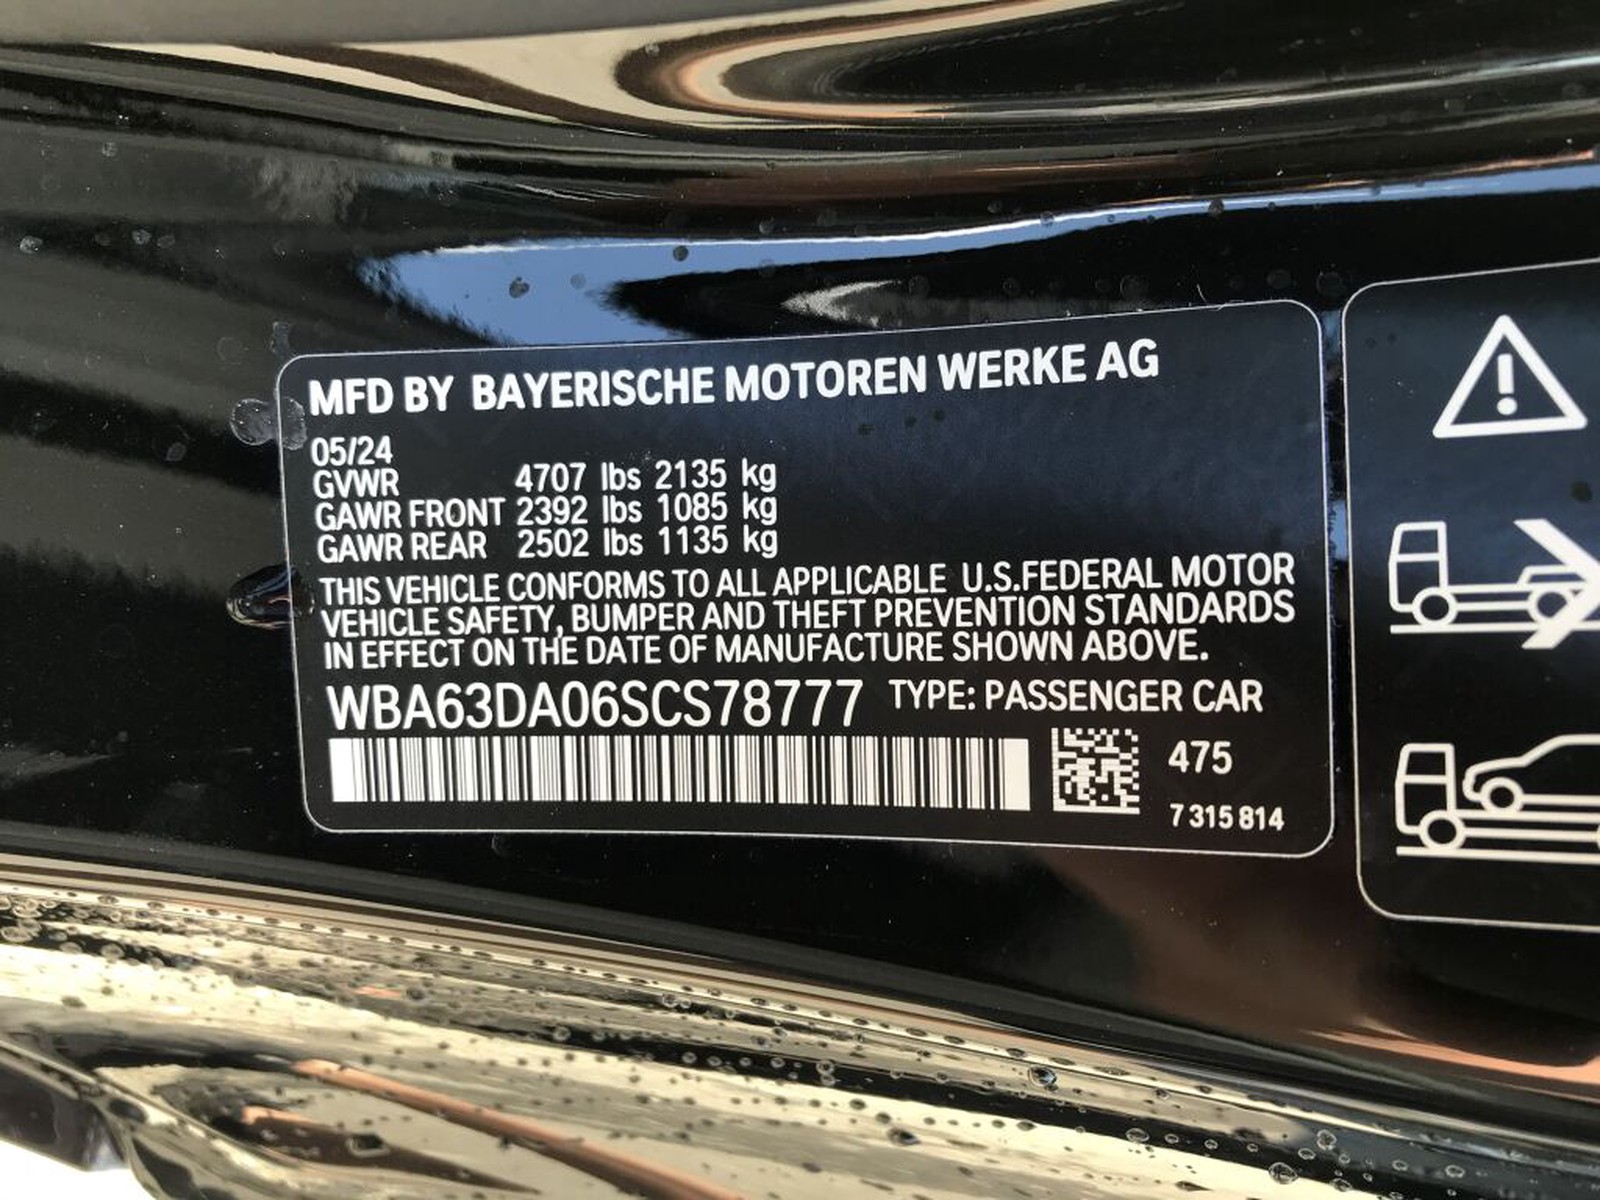 MFD BY BAYERISCHE MOTOREN WERKE AG
05/24
GVWR 4707 lbs 2135 kg
GAWR FRONT 2392 lbs 1085 kg
GAWR REAR 2502 lbs 1135 kg
THIS VEHICLE CONFORMS TO ALL APPLICABLE U.S.FEDERAL MOTOR
VEHICLE SAFETY, BUMPER AND THEFT PREVENTION STANDARDS
IN EFFECT ON THE DATE OF MANUFACTURE SHOWN ABOVE.
WBA63DA06SCS78777 TYPE: PASSENGER CAR
475
7 315 814